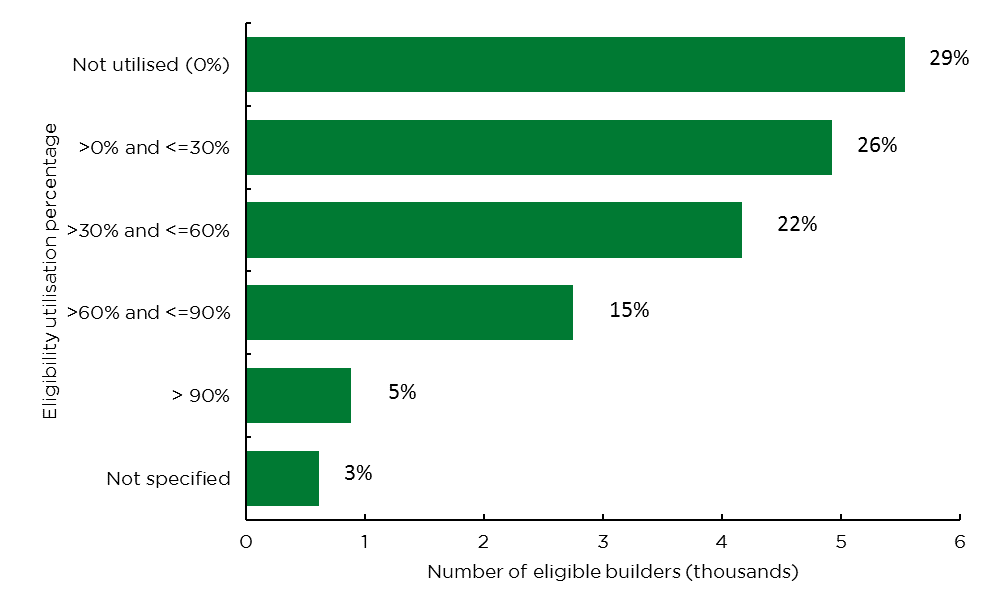 Not utilised (0%)
29%
>0% and <=30%
26%
>30% and <=60%
22%
>60% and <=90%
15%
> 90%
5%
Not specified
3%
Eligibility utilisation percentage
0 1 2 3 4 5 6
Number of eligible builders (thousands)